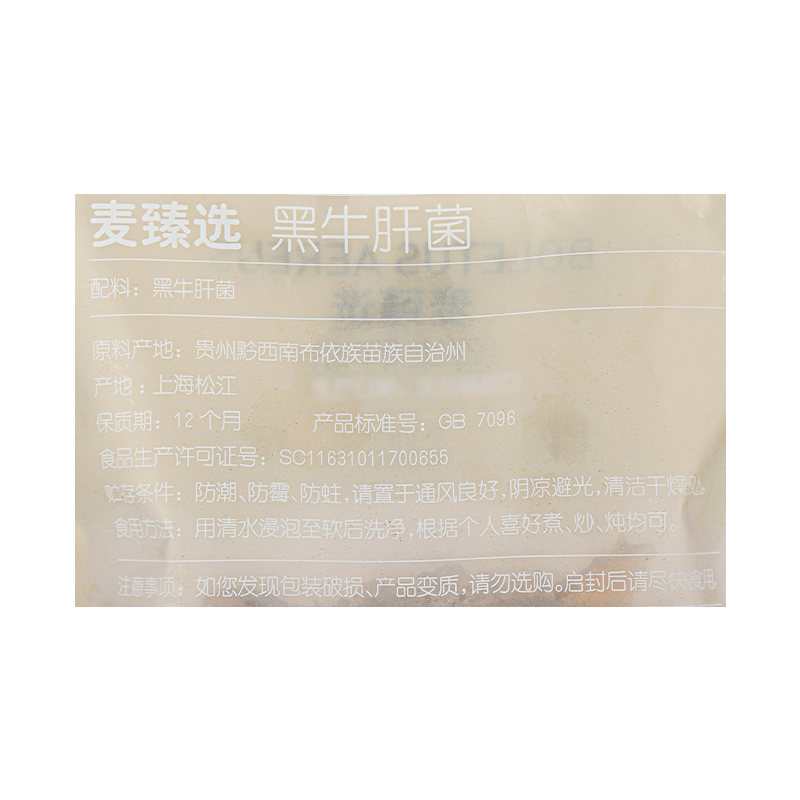 麦臻选 黑牛肝菌
配料：黑牛肝菌
原料产地：贵州黔西南布依族苗族自治州
产地：上海松江
保质期：12个月 产品标准号：GB 7096
食品生产许可证号：SC11631011700655
贮存条件：防潮、防霉、防蛀，请置于通风良好，阴凉避光，清洁干燥处。
食用方法：用清水浸泡至软后洗净，根据个人喜好煮、炒、炖均可。
注意事项：如您发现包装破损、产品变质，请勿选购。启封后请尽快食用。
BOLETUS AEREUS